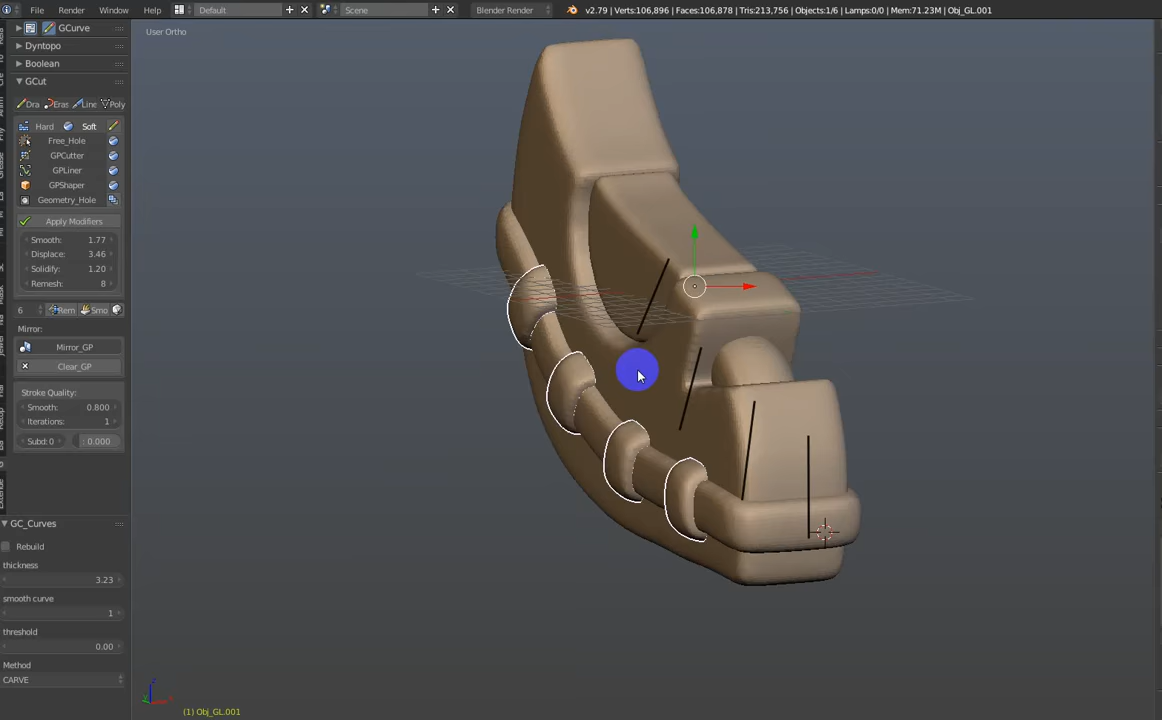 File Render Window Help Default Scene Blender Render v2.79 | Verts:106,896 | Faces:106,878 | Tris:213,756 | Objects:1/6 | Lamps:0/0 | Mem:71.23M | Obj_GL.001
GCurve
User Ortho
Dyntopo
Boolean
GCut
Dra Eras Line Poly
Hard Soft
Free_Hole
GPCutter
GPLiner
GPShaper
Geometry_Hole
Apply Modifiers
Smooth: 1.77
Displace: 3.46
Solidify: 1.20
Remesh: 8
6 Rem Smo
Mirror:
Mirror_GP
Clear_GP
Stroke Quality:
Smooth: 0.800
Iterations: 1
Subd: 0 : 0.000
GC_Curves
Rebuild
thickness
3.23
smooth curve
1
threshold
0.00
Method
CARVE
(1) Obj_GL.001